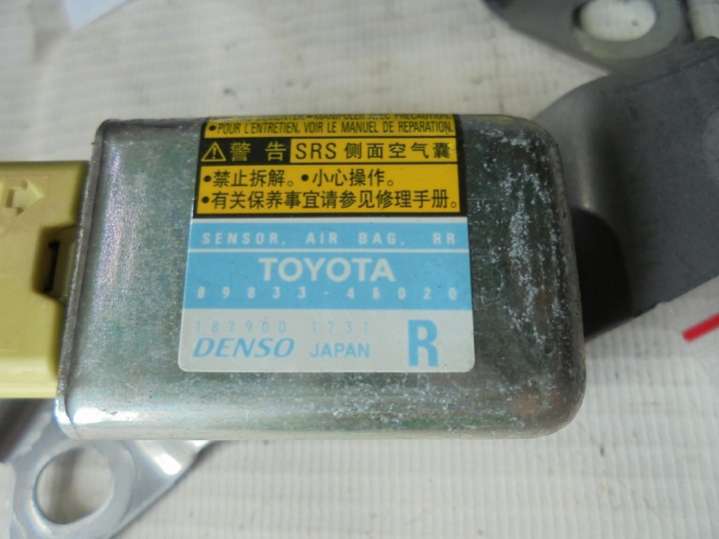 •POUR L'ENTRETIEN, VOIR LE MANUEL DE REPARATION.
警告 SRS 侧面空气囊
•禁止拆解。•小心操作。
•有关保养事宜请参见修理手册。
SENSOR, AIR BAG, RR
TOYOTA
89833-48020
DENSO JAPAN R